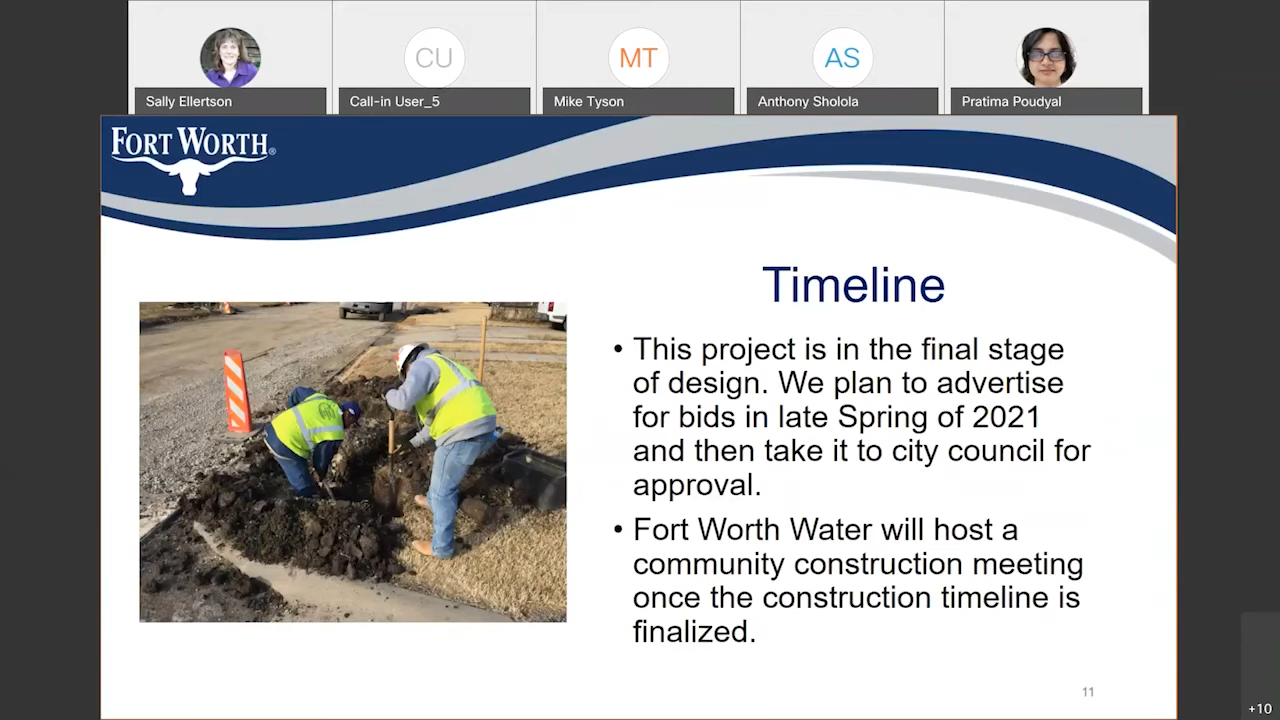 CU
MT
AS
Sally Ellertson
Call-in User_5
Mike Tyson
Anthony Sholola
Pratima Poudyal
FORT WORTH®
Timeline
• This project is in the final stage
of design. We plan to advertise
for bids in late Spring of 2021
and then take it to city council for
approval.
• Fort Worth Water will host a
community construction meeting
once the construction timeline is
finalized.
11
+10